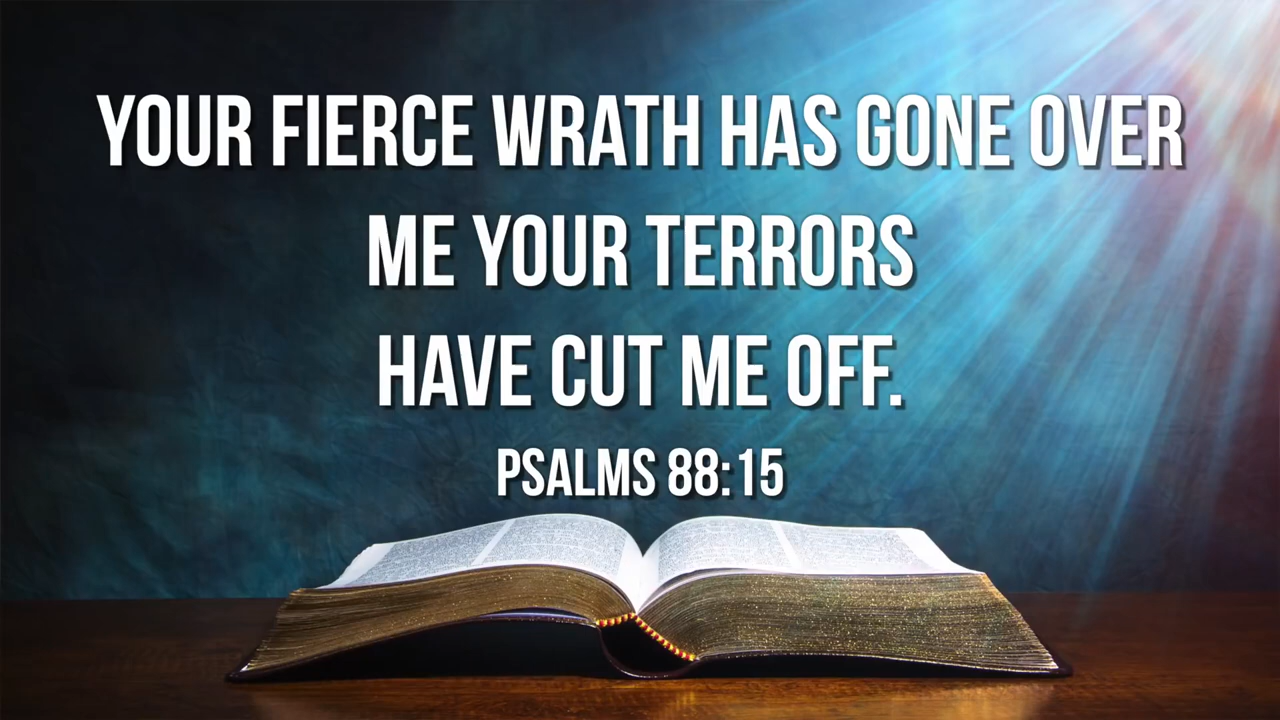 YOUR FIERCE WRATH HAS GONE OVER
ME YOUR TERRORS
HAVE CUT ME OFF.
PSALMS 88:15